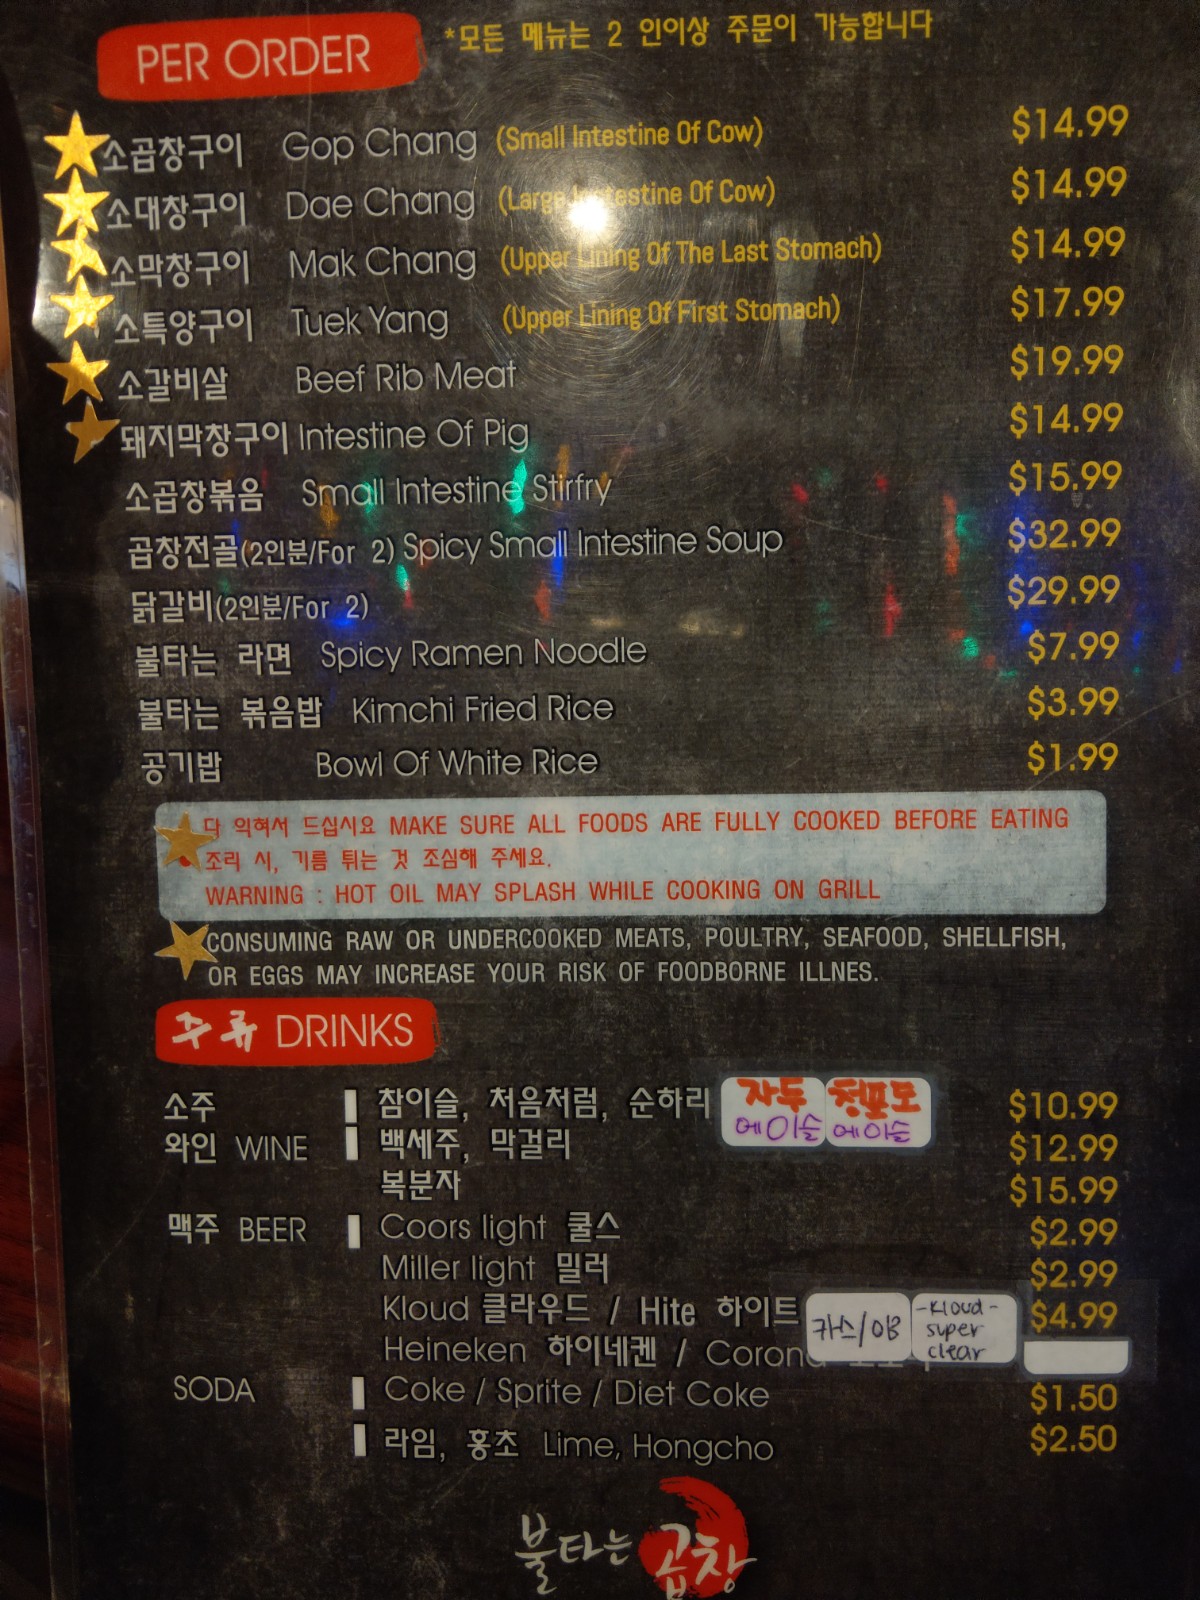 PER ORDER *모든 메뉴는 2 인이상 주문이 가능합니다
소곱창구이 Gop Chang (Small Intestine Of Cow) $14.99
소대창구이 Dae Chang (Large Intestine Of Cow) $14.99
소막창구이 Mak Chang (Upper Lining Of The Last Stomach) $14.99
소특양구이 Tuek Yang (Upper Lining Of First Stomach) $17.99
소갈비살 Beef Rib Meat $19.99
돼지막창구이 Intestine Of Pig $14.99
소곱창볶음 Small Intestine Stirfry $15.99
곱창전골(2인분/For 2) Spicy Small Intestine Soup $32.99
닭갈비(2인분/For 2) $29.99
불타는 라면 Spicy Ramen Noodle $7.99
불타는 볶음밥 Kimchi Fried Rice $3.99
공기밥 Bowl Of White Rice $1.99
다 익혀서 드십시요 MAKE SURE ALL FOODS ARE FULLY COOKED BEFORE EATING
조리 시, 기름 튀는 것 조심해 주세요.
WARNING : HOT OIL MAY SPLASH WHILE COOKING ON GRILL
CONSUMING RAW OR UNDERCOOKED MEATS, POULTRY, SEAFOOD, SHELLFISH,
OR EGGS MAY INCREASE YOUR RISK OF FOODBORNE ILLNES.
주류 DRINKS
소주 참이슬, 처음처럼, 순하리 자두에이슬 청포도에이슬 $10.99
와인 WINE 백세주, 막걸리 $12.99
복분자 $15.99
맥주 BEER Coors light 쿨스 $2.99
Miller light 밀러 $2.99
Kloud 클라우드 / Hite 하이트 카스/OB -Kloud- super clear $4.99
Heineken 하이네켄 / Corona
SODA Coke / Sprite / Diet Coke $1.50
라임, 홍초 Lime, Hongcho $2.50
불타는 곱창